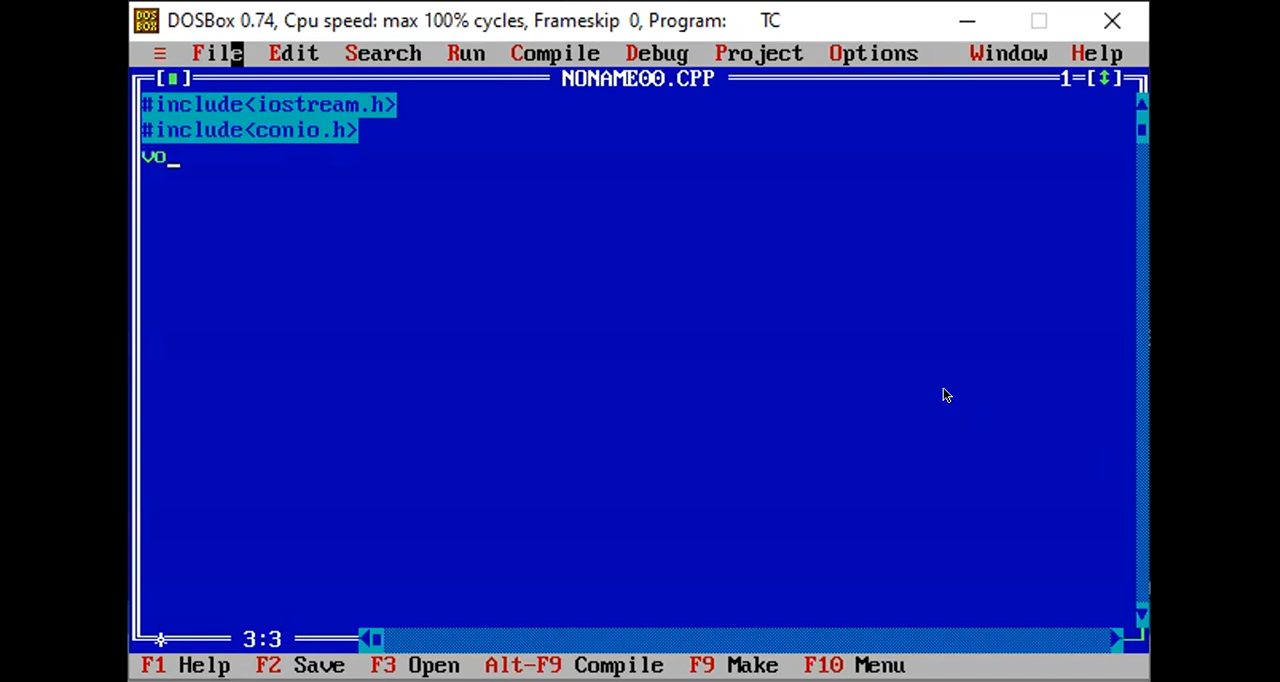 DOSBox 0.74, Cpu speed: max 100% cycles, Frameskip 0, Program: TC
≡ File Edit Search Run Compile Debug Project Options Window Help
[■] NONAME00.CPP 1=[↕]
#include<iostream.h>
#include<conio.h>
vo_
3:3
F1 Help F2 Save F3 Open Alt-F9 Compile F9 Make F10 Menu